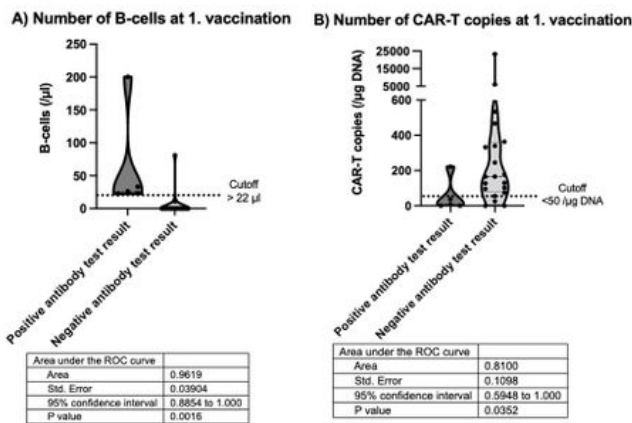 A) Number of B-cells at 1. vaccination
250
200
150
100
50
0
B-cells (/µl)
Cutoff
> 22 µl
Positive antibody test result
Negative antibody test result
Area under the ROC curve
Area 0.9619
Std. Error 0.03904
95% confidence interval 0.8854 to 1.000
P value 0.0016
B) Number of CAR-T copies at 1. vaccination
25000
15000
5000
600
400
200
0
CAR-T copies (/µg DNA)
Cutoff
<50 /µg DNA
Positive antibody test result
Negative antibody test result
Area under the ROC curve
Area 0.8100
Std. Error 0.1098
95% confidence interval 0.5948 to 1.000
P value 0.0352